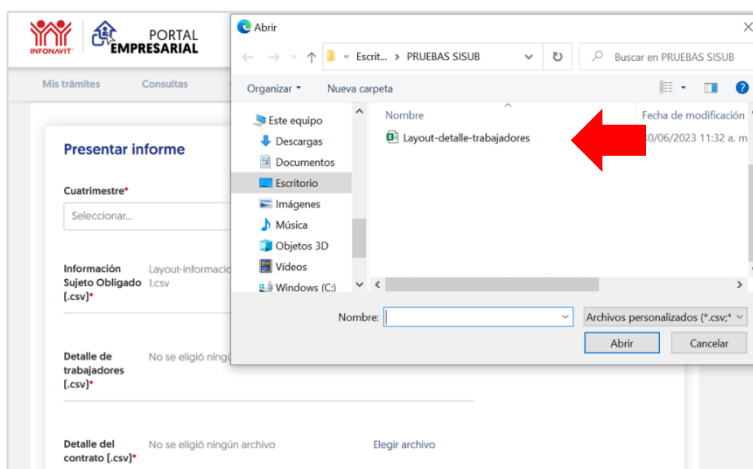 INFONAVIT
PORTAL
EMPRESARIAL
Mis trámites Consultas
Presentar informe
Cuatrimestre*
Seleccionar...
Información Layout-informacio
Sujeto Obligado 1.csv
(.csv)*
Detalle de No se eligió ning
trabajadores
(.csv)*
Detalle del No se eligió ningún archivo Elegir archivo
contrato (.csv)*
Abrir
« Escrit... PRUEBAS SISUB Buscar en PRUEBAS SISUB
Organizar Nueva carpeta
Este equipo
Descargas
Documentos
Escritorio
Imágenes
Música
Objetos 3D
Vídeos
Windows (C:)
Nombre Fecha de modificación
Layout-detalle-trabajadores 30/06/2023 11:32 a. m
Nombre: Archivos personalizados (*.csv;*
Abrir Cancelar